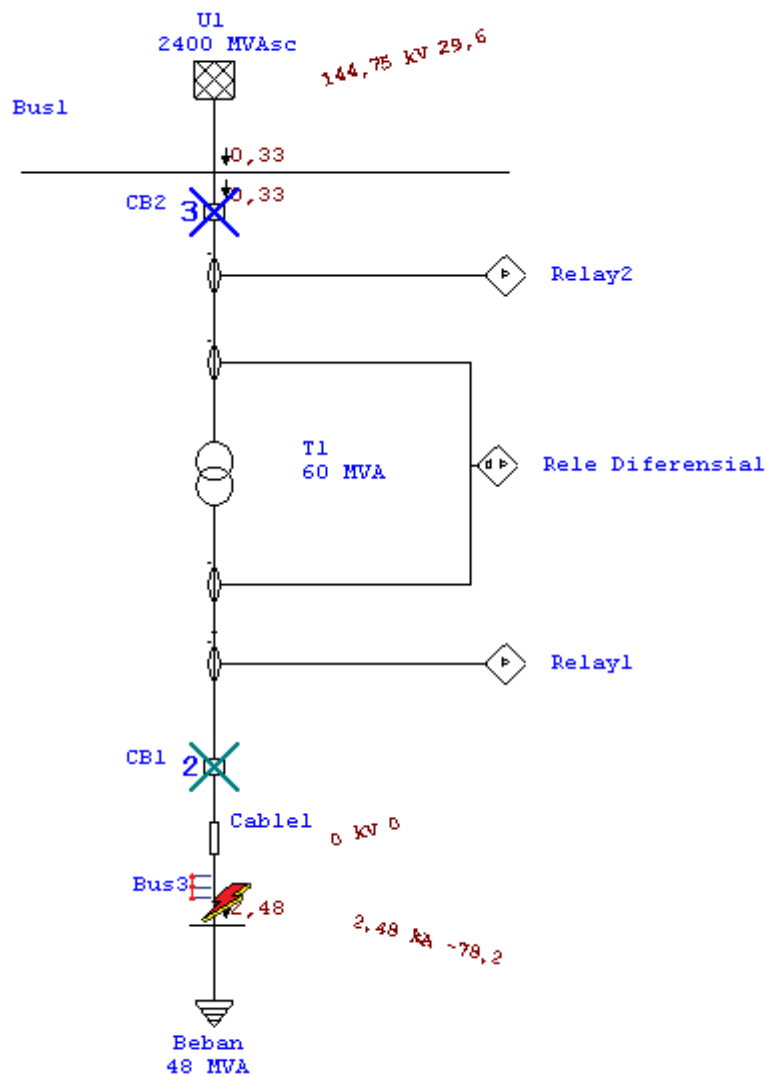 U1
2400 MVAsc
144,75 kV 29,6
Bus1
0,33
0,33
CB2
3
Relay2
T1
60 MVA
Rele Diferensial
Relay1
CB1
2
Cable1
0 kV 0
Bus3
2,48
2,48 kA -78,2
Beban
48 MVA